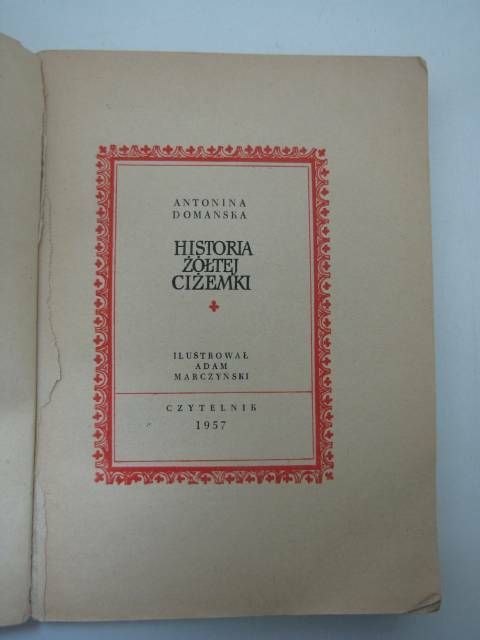 ANTONINA
DOMAŃSKA
HISTORIA
ŻÓŁTEJ
CIŻEMKI
ILUSTROWAŁ
ADAM
MARCZYŃSKI
CZYTELNIK
1957